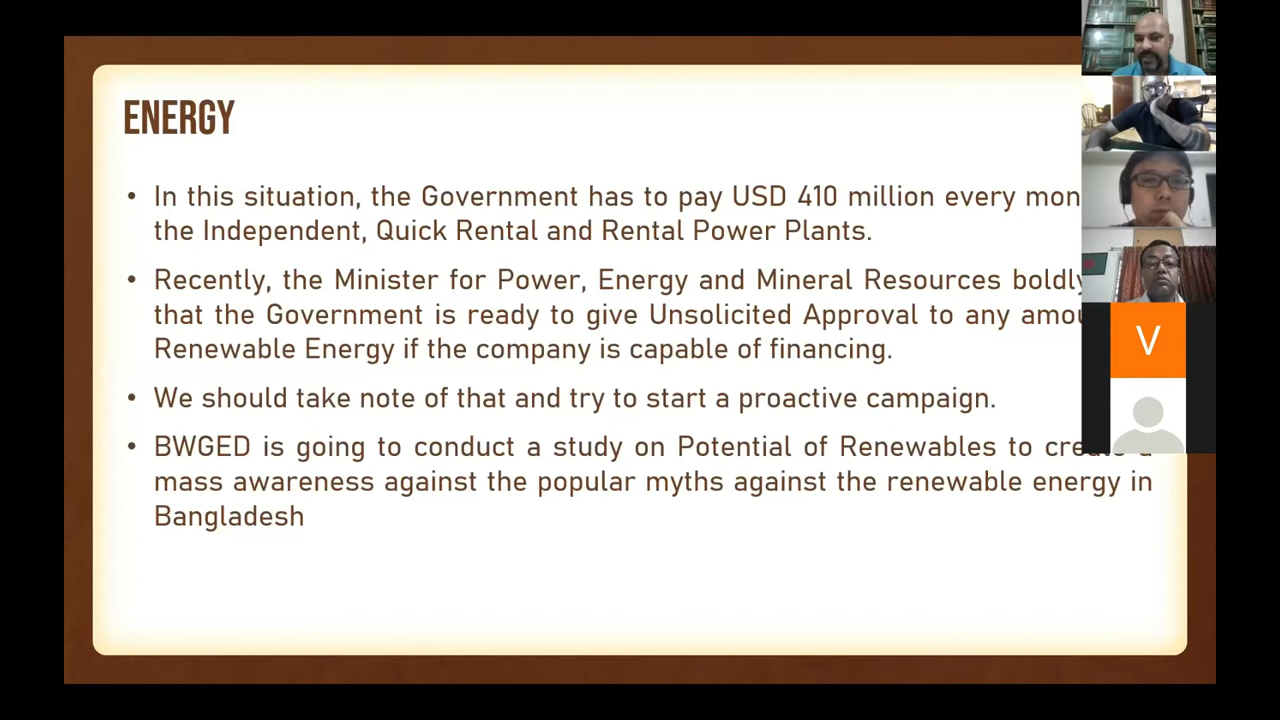 ENERGY
• In this situation, the Government has to pay USD 410 million every
the Independent, Quick Rental and Rental Power Plants.
• Recently, the Minister for Power, Energy and Mineral Resources boldly
that the Government is ready to give Unsolicited Approval to any
Renewable Energy if the company is capable of financing.
• We should take note of that and try to start a proactive campaign.
• BWGED is going to conduct a study on Potential of Renewables to create a
mass awareness against the popular myths against the renewable energy in
Bangladesh
V